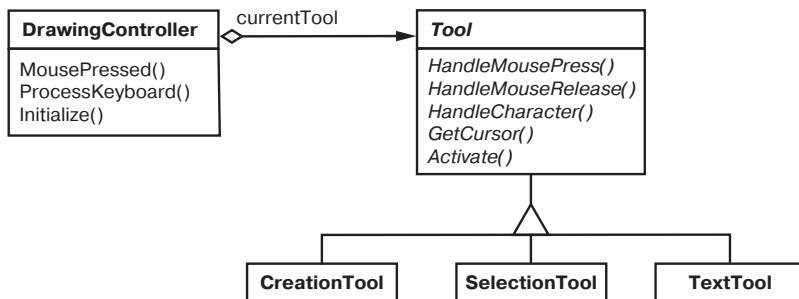 currentTool
DrawingController
MousePressed()
ProcessKeyboard()
Initialize()
Tool
HandleMousePress()
HandleMouseRelease()
HandleCharacter()
GetCursor()
Activate()
CreationTool
SelectionTool
TextTool